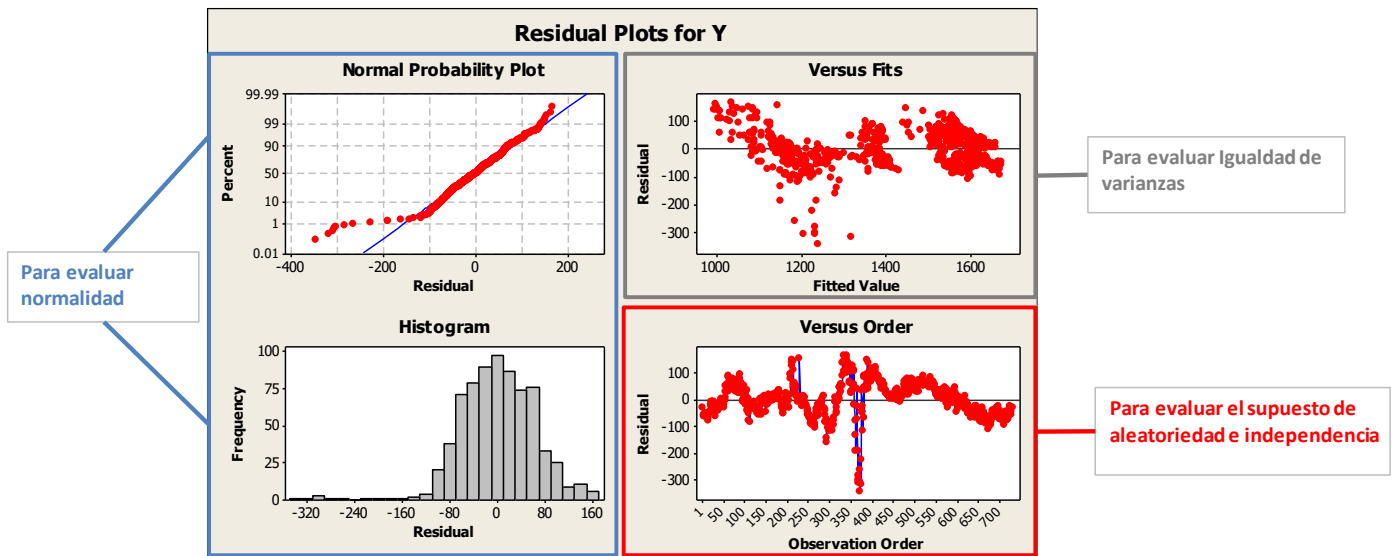 Residual Plots for Y
Normal Probability Plot
99.99
99
90
50
10
1
0.01
Percent
-400
-200
0
200
Residual
Versus Fits
100
0
-100
-200
-300
Residual
1000
1200
1400
1600
Fitted Value
Histogram
100
75
50
25
0
Frequency
-320
-240
-160
-80
0
80
160
Residual
Versus Order
100
0
-100
-200
-300
Residual
1
50
100
150
200
250
300
350
400
450
500
550
600
650
700
Observation Order
Para evaluar
normalidad
Para evaluar Igualdad de
varianzas
Para evaluar el supuesto de
aleatoriedad e independencia